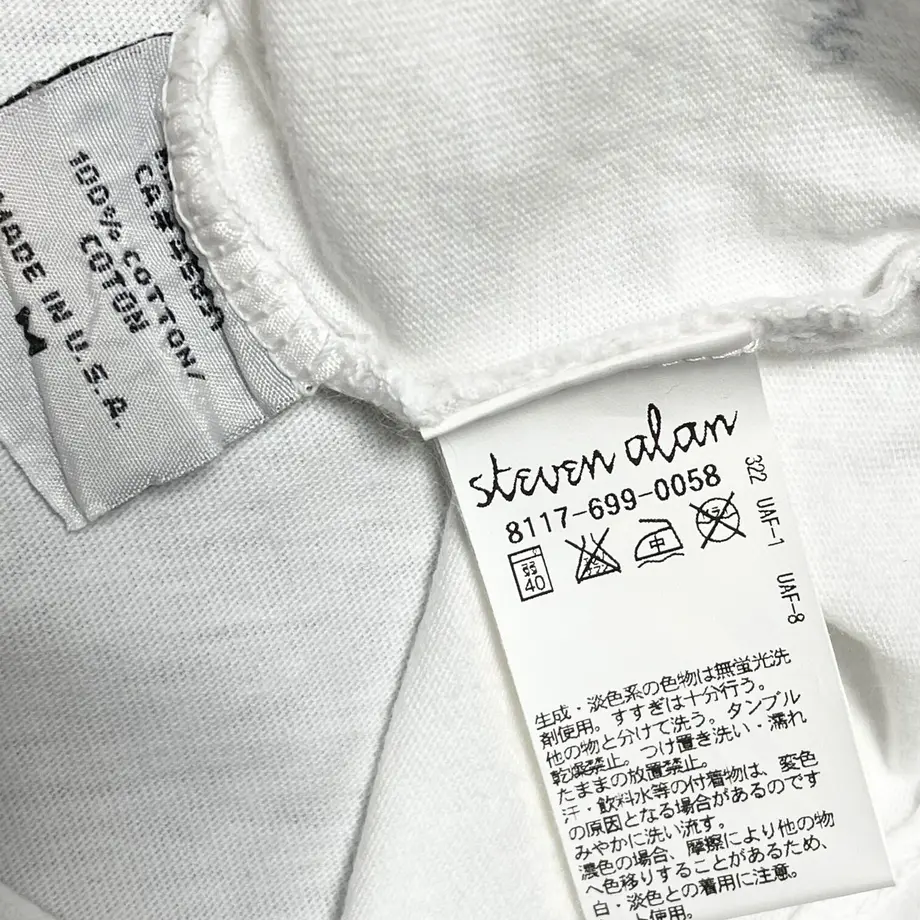 100% COTTON/
COTON
MADE IN U.S.A.
M
steven alan
8117-699-0058
弱
40
中
322 UAF-1 UAF-8
生成・淡色系の色物は無蛍光洗
剤使用。すすぎは十分行う。
他の物と分けて洗う。タンブル
乾燥禁止。つけ置き洗い・濡れ
たままの放置禁止。
汗・飲料水等の付着物は、変色
の原因となる場合があるのです
みやかに洗い流す。
濃色の場合、摩擦により他の物
へ色移りすることがあるため、
白・淡色との着用に注意。
ト使用。